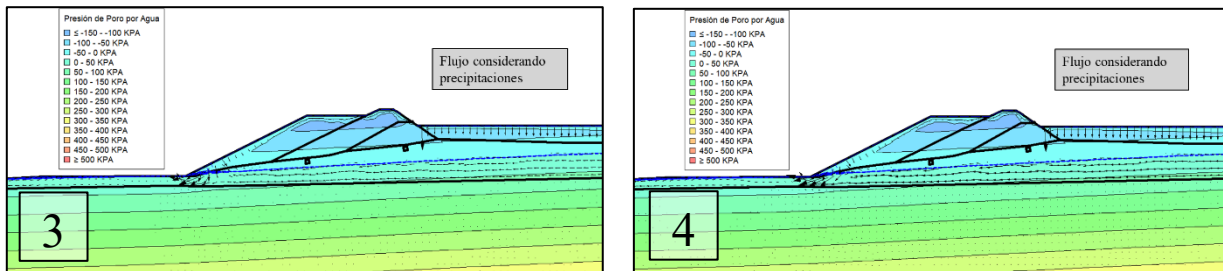 Presión de Poro por Agua
≤ -150 - -100 KPA
-100 - -50 KPA
-50 - 0 KPA
0 - 50 KPA
50 - 100 KPA
100 - 150 KPA
150 - 200 KPA
200 - 250 KPA
250 - 300 KPA
300 - 350 KPA
350 - 400 KPA
400 - 450 KPA
450 - 500 KPA
≥ 500 KPA
Flujo considerando
precipitaciones
3
Presión de Poro por Agua
≤ -150 - -100 KPA
-100 - -50 KPA
-50 - 0 KPA
0 - 50 KPA
50 - 100 KPA
100 - 150 KPA
150 - 200 KPA
200 - 250 KPA
250 - 300 KPA
300 - 350 KPA
350 - 400 KPA
400 - 450 KPA
450 - 500 KPA
≥ 500 KPA
Flujo considerando
precipitaciones
4